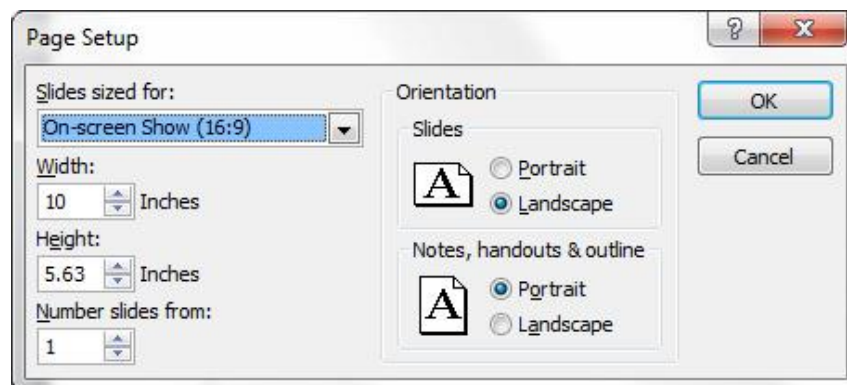 Page Setup
Slides sized for:
On-screen Show (16:9)
Width:
10 Inches
Height:
5.63 Inches
Number slides from:
1
Orientation
Slides
A
Portrait
Landscape
Notes, handouts & outline
A
Portrait
Landscape
?
X
OK
Cancel